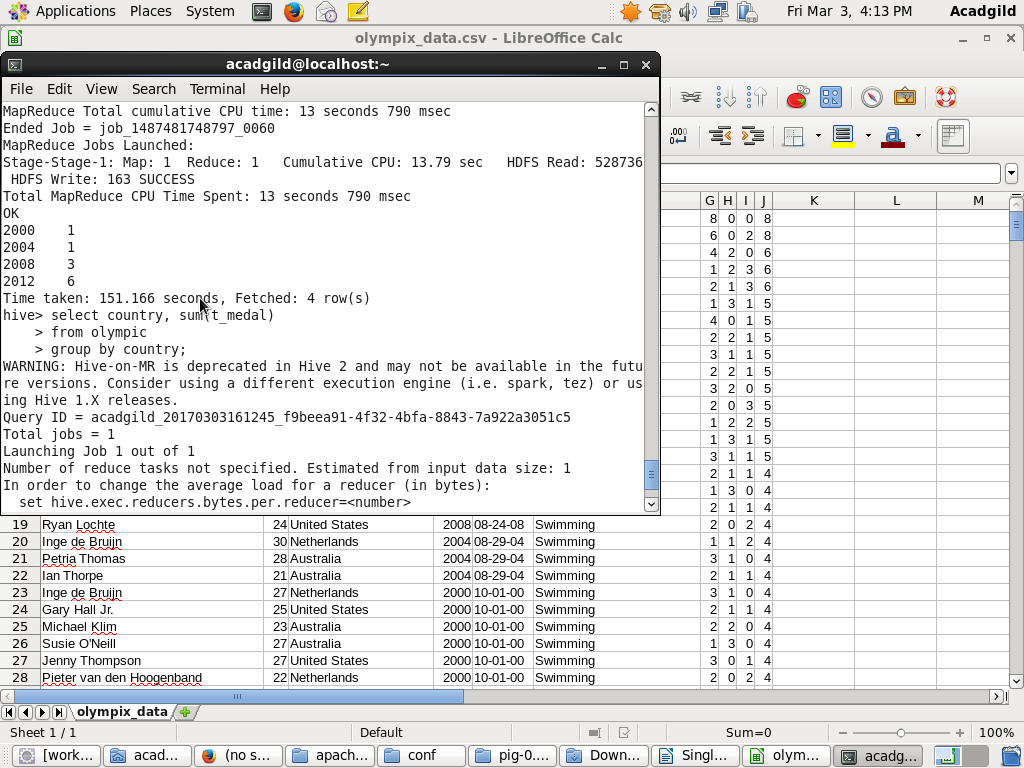 Applications Places System Fri Mar 3, 4:13 PM Acadgild
olympix_data.csv - LibreOffice Calc
acadgild@localhost:~
File Edit View Search Terminal Help
MapReduce Total cumulative CPU time: 13 seconds 790 msec
Ended Job = job_1487481748797_0060
MapReduce Jobs Launched:
Stage-Stage-1: Map: 1 Reduce: 1 Cumulative CPU: 13.79 sec HDFS Read: 528736
HDFS Write: 163 SUCCESS
Total MapReduce CPU Time Spent: 13 seconds 790 msec
OK
2000 1
2004 1
2008 3
2012 6
Time taken: 151.166 seconds, Fetched: 4 row(s)
hive> select country, sum(t_medal)
> from olympic
> group by country;
WARNING: Hive-on-MR is deprecated in Hive 2 and may not be available in the futu
re versions. Consider using a different execution engine (i.e. spark, tez) or us
ing Hive 1.X releases.
Query ID = acadgild_20170303161245_f9beea91-4f32-4bfa-8843-7a922a3051c5
Total jobs = 1
Launching Job 1 out of 1
Number of reduce tasks not specified. Estimated from input data size: 1
In order to change the average load for a reducer (in bytes):
set hive.exec.reducers.bytes.per.reducer=<number>
G H I J K L M
8 0 0 8
6 0 2 8
4 2 0 6
1 2 3 6
2 1 3 6
1 3 1 5
4 0 1 5
2 2 1 5
3 1 1 5
2 2 1 5
3 2 0 5
2 0 3 5
1 2 2 5
1 3 1 5
3 1 1 5
2 1 1 4
1 3 0 4
2 1 1 4
19 Ryan Lochte 24 United States 2008 08-24-08 Swimming 2 0 2 4
20 Inge de Bruijn 30 Netherlands 2004 08-29-04 Swimming 1 1 2 4
21 Petria Thomas 28 Australia 2004 08-29-04 Swimming 3 1 0 4
22 Ian Thorpe 21 Australia 2004 08-29-04 Swimming 2 1 1 4
23 Inge de Bruijn 27 Netherlands 2000 10-01-00 Swimming 3 1 0 4
24 Gary Hall Jr. 25 United States 2000 10-01-00 Swimming 2 1 1 4
25 Michael Klim 23 Australia 2000 10-01-00 Swimming 2 2 0 4
26 Susie O'Neill 27 Australia 2000 10-01-00 Swimming 1 3 0 4
27 Jenny Thompson 27 United States 2000 10-01-00 Swimming 3 0 1 4
28 Pieter van den Hoogenband 22 Netherlands 2000 10-01-00 Swimming 2 0 2 4
olympix_data
Sheet 1 / 1 Default Sum=0 100%
[work... acad... (no s... apach... conf pig-0.... Down... Singl... olym... acadg...